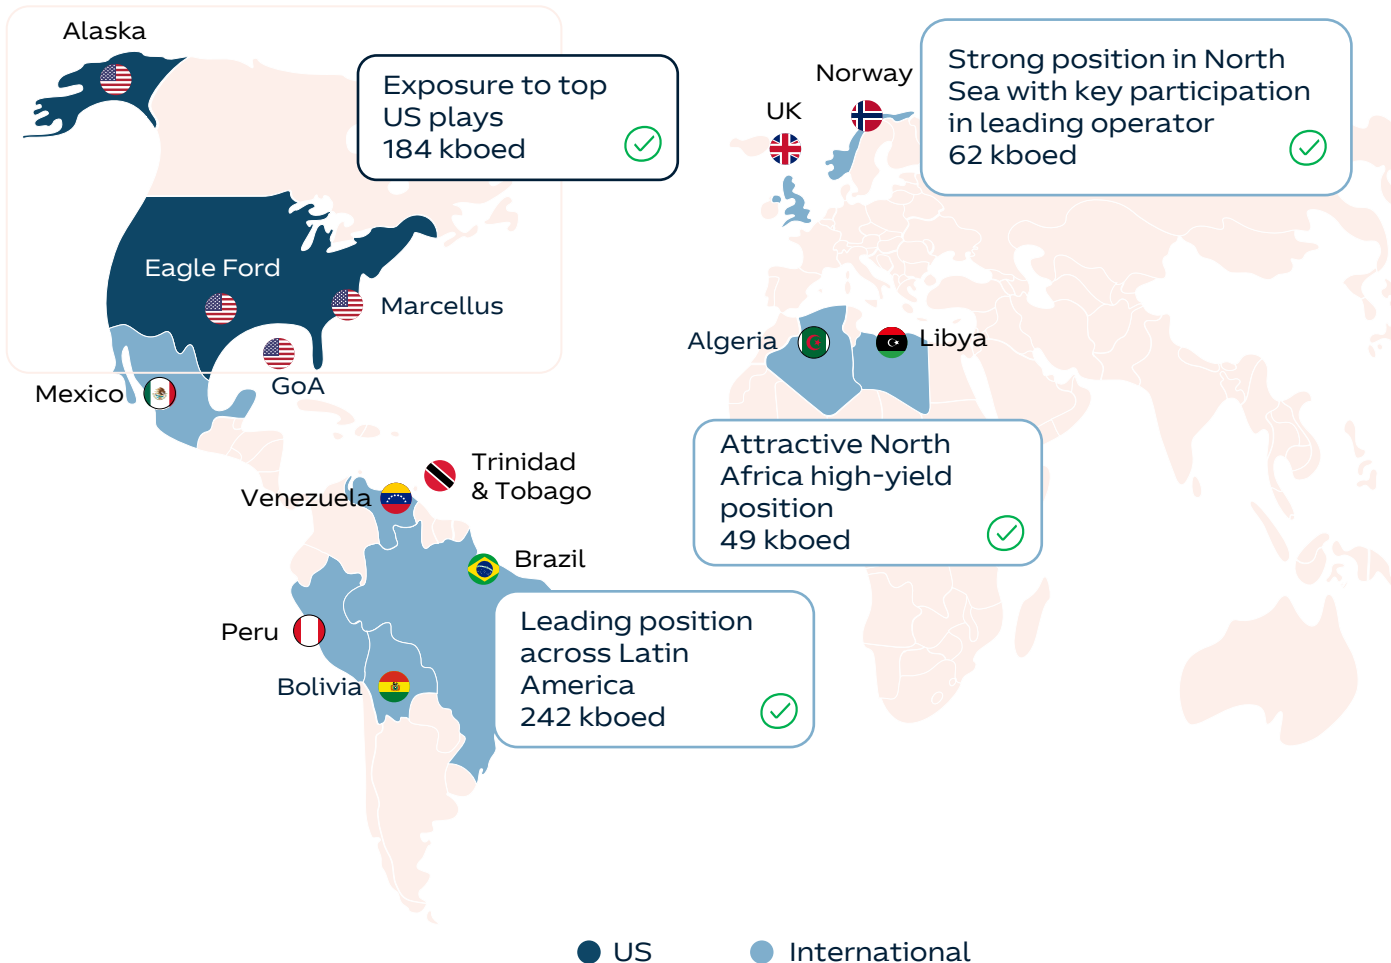 Alaska
Exposure to top
US plays
184 kboed
Norway
UK
Strong position in North
Sea with key participation
in leading operator
62 kboed
Eagle Ford
Marcellus
GoA
Mexico
Algeria
Libya
Attractive North
Africa high-yield
position
49 kboed
Trinidad
& Tobago
Venezuela
Brazil
Peru
Bolivia
Leading position
across Latin
America
242 kboed
US
International